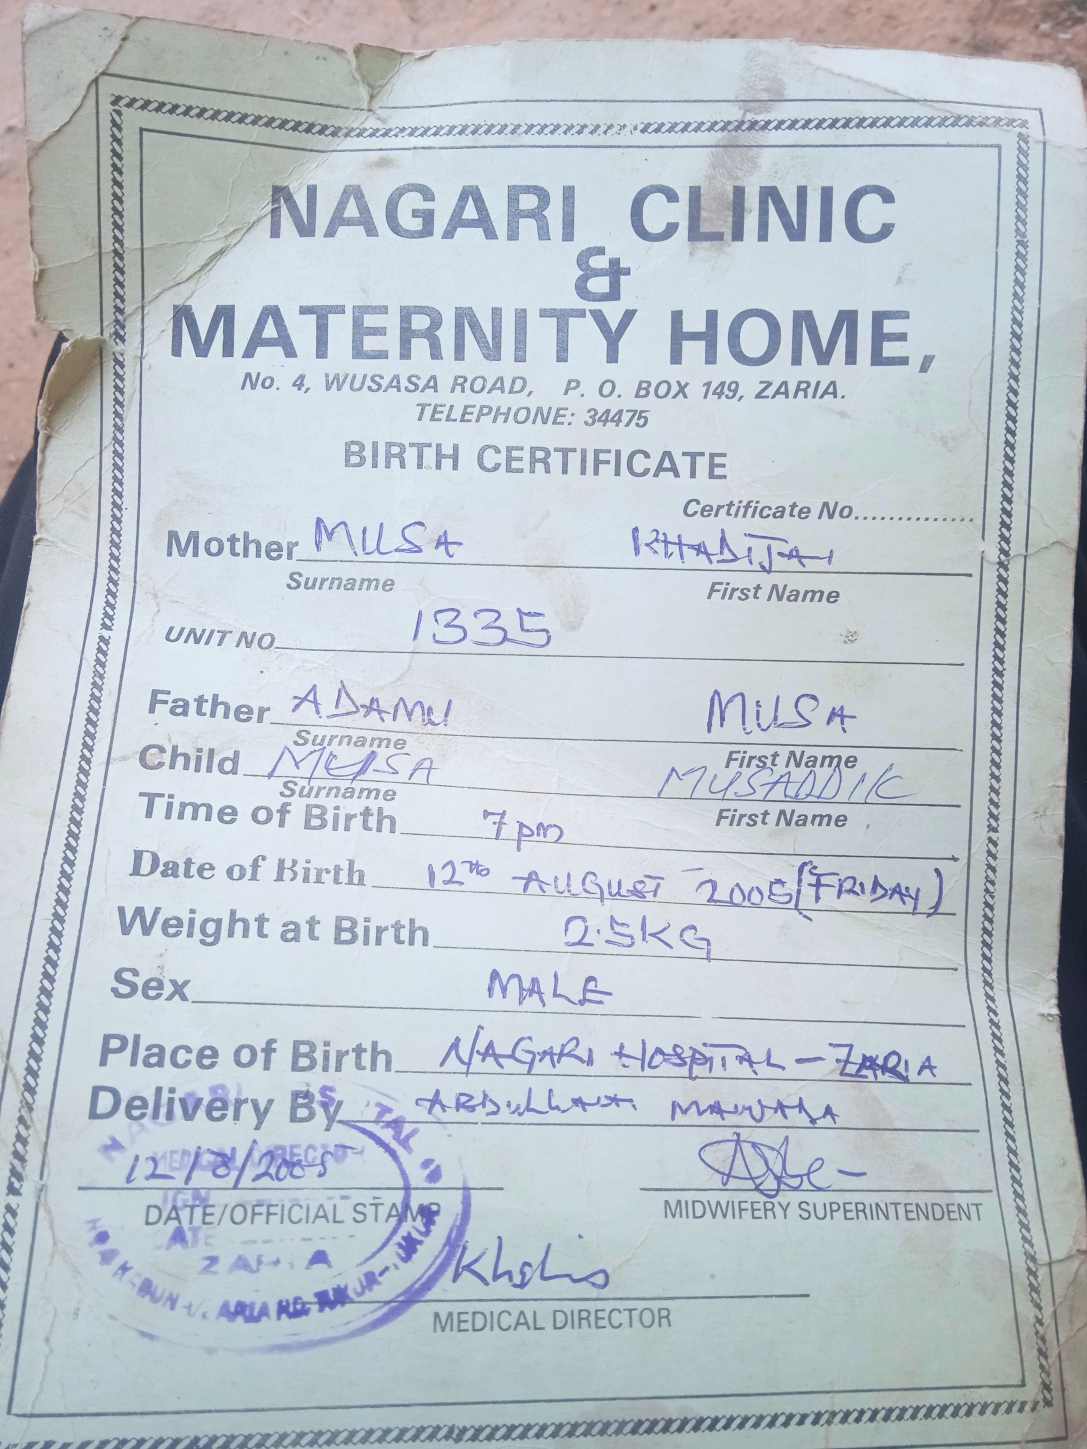 NAGARI CLINIC
&
MATERNITY HOME,
No. 4, WUSASA ROAD, P. O. BOX 149, ZARIA.
TELEPHONE: 34475
BIRTH CERTIFICATE
Certificate No..............
Mother MUSA KHADIJA
Surname First Name
UNIT NO 1335
Father ADAMU MUSA
Surname First Name
Child MUSA MUSADDIK
Surname First Name
Time of Birth 7pm
Date of Birth 12th AUGUST 2005 (FRIDAY)
Weight at Birth 2.5KG
Sex MALE
Place of Birth NAGARI HOSPITAL - ZARIA
Delivery By
12/8/2005
DATE/OFFICIAL STAMP MIDWIFERY SUPERINTENDENT
MEDICAL DIRECTOR
ZARIA
MEDICAL DIRECTOR